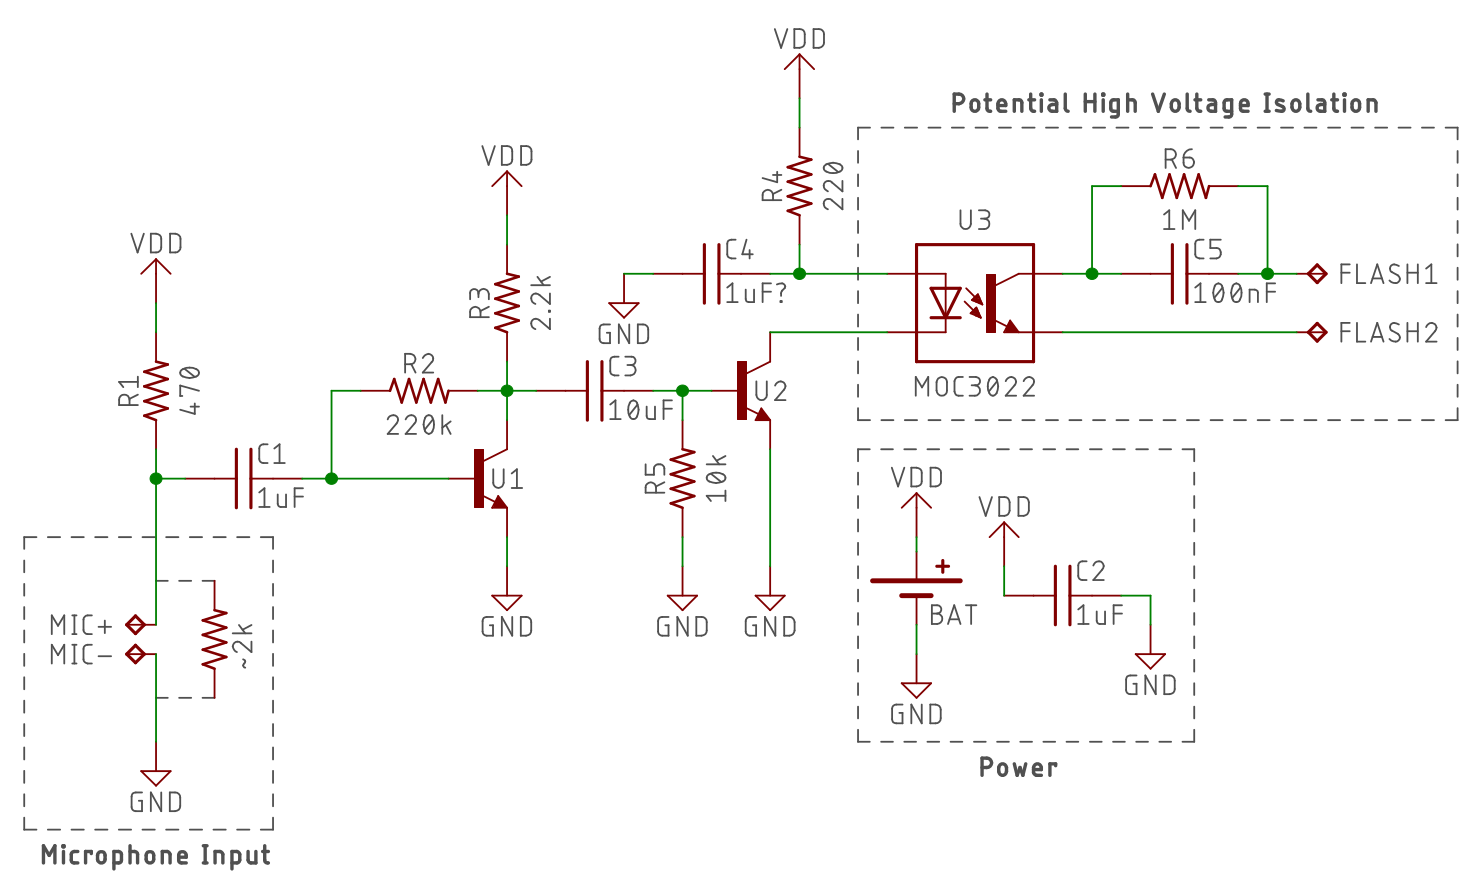 VDD
Potential High Voltage Isolation
R4
220
R6
1M
U3
VDD
VDD
C4
1uF?
GND
C5
100nF
FLASH1
FLASH2
MOC3022
R3
2.2k
R1
470
R2
220k
C3
10uF
U2
C1
1uF
U1
R5
10k
VDD
VDD
+
BAT
C2
1uF
GND
GND
GND
GND
GND
MIC+
MIC-
~2k
GND
Microphone Input
Power